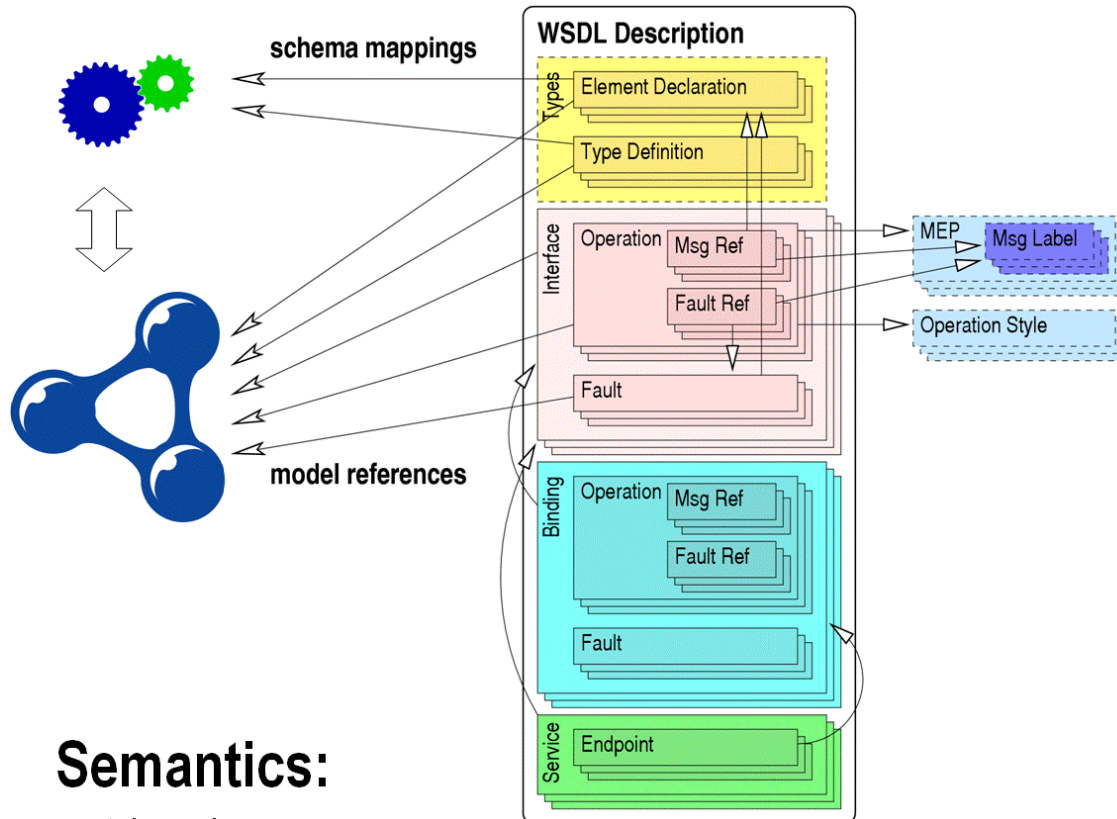 WSDL Description
schema mappings
Types
Element Declaration
Type Definition
Interface
Operation
Msg Ref
Fault Ref
Fault
MEP
Msg Label
Operation Style
model references
Binding
Operation
Msg Ref
Fault Ref
Fault
Service
Endpoint
Semantics: